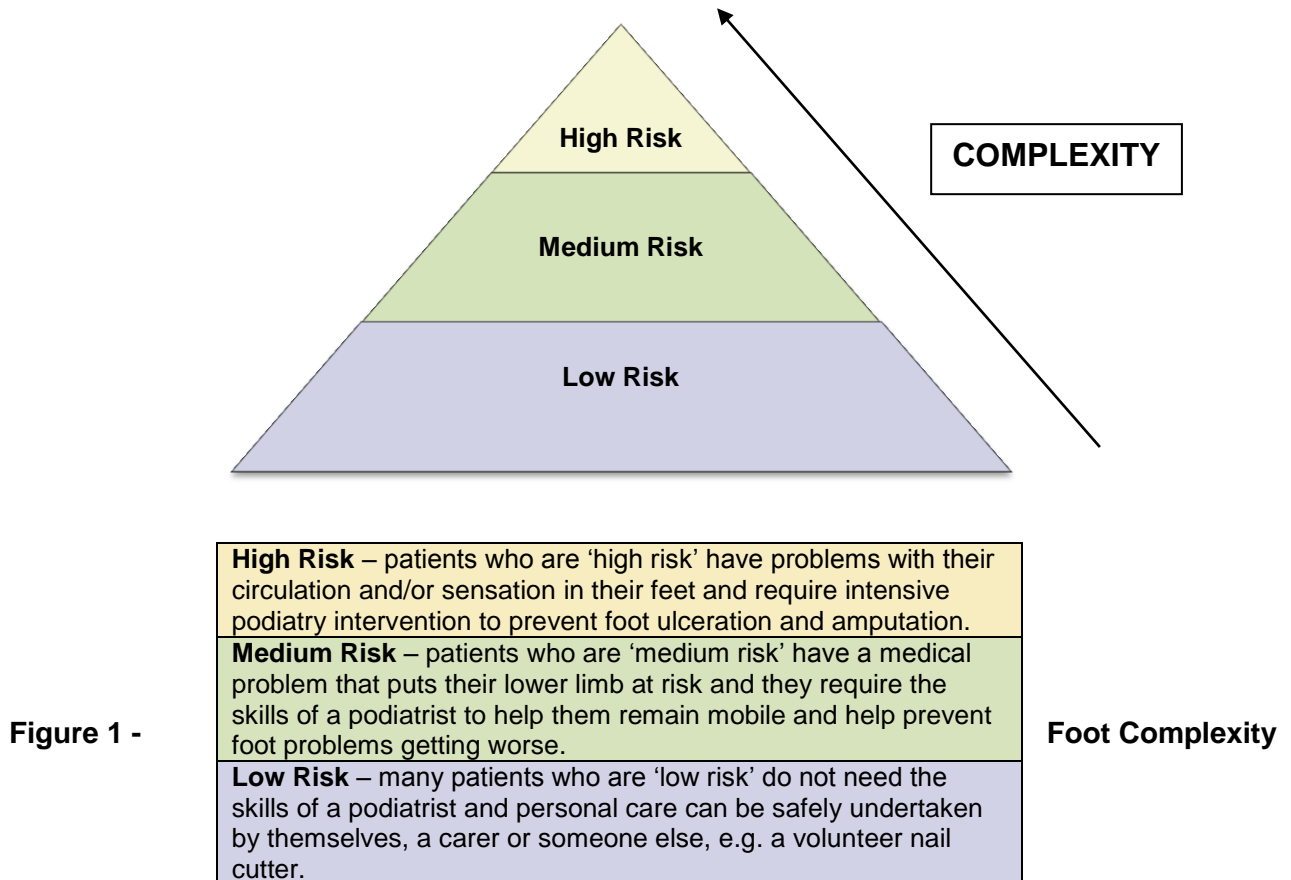 High Risk
COMPLEXITY
Medium Risk
Low Risk
High Risk – patients who are ‘high risk’ have problems with their
circulation and/or sensation in their feet and require intensive
podiatry intervention to prevent foot ulceration and amputation.
Medium Risk – patients who are ‘medium risk’ have a medical
problem that puts their lower limb at risk and they require the
skills of a podiatrist to help them remain mobile and help prevent
foot problems getting worse.
Figure 1 -
Foot Complexity
Low Risk – many patients who are ‘low risk’ do not need the
skills of a podiatrist and personal care can be safely undertaken
by themselves, a carer or someone else, e.g. a volunteer nail
cutter.